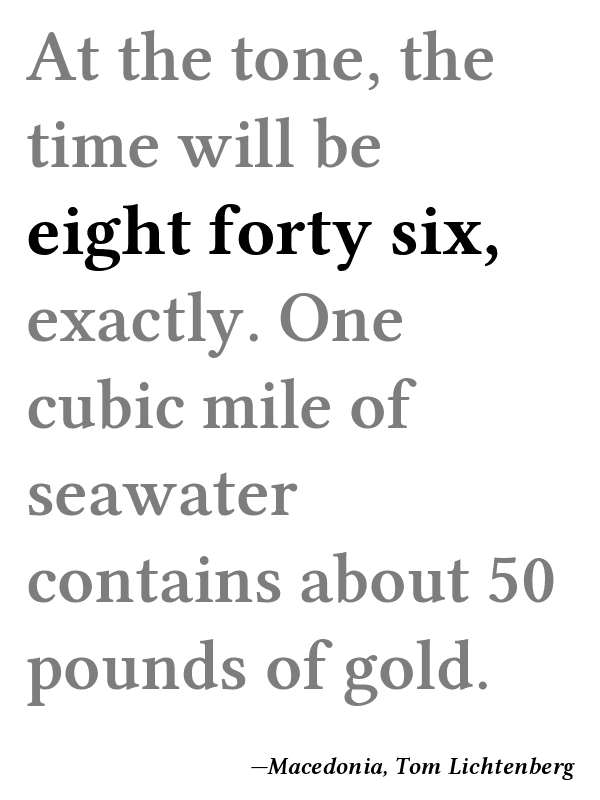 At the tone, the
time will be
eight forty six,
exactly. One
cubic mile of
seawater
contains about 50
pounds of gold.
—Macedonia, Tom Lichtenberg